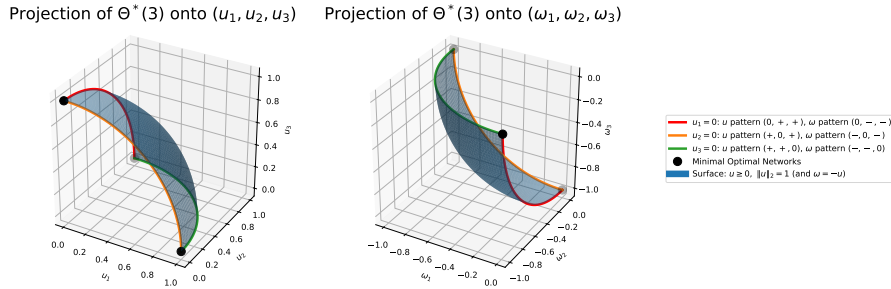 Projection of Θ*(3) onto (u₁, u₂, u₃)
Projection of Θ*(3) onto (ω₁, ω₂, ω₃)
1.0
0.8
0.6
0.4
0.2
0.0
u₃
0.0
0.2
0.4
0.6
0.8
1.0
u₁
0.0
0.2
0.4
0.6
0.8
1.0
u₂
0.0
−0.2
−0.4
−0.6
−0.8
−1.0
ω₃
−1.0
−0.8
−0.6
−0.4
−0.2
0.0
ω₁
−1.0
−0.8
−0.6
−0.4
−0.2
0.0
ω₂
u₁ = 0: u pattern (0, +, +), ω pattern (0, −, −)
u₂ = 0: u pattern (+, 0, +), ω pattern (−, 0, −)
u₃ = 0: u pattern (+, +, 0), ω pattern (−, −, 0)
Minimal Optimal Networks
Surface: u ≥ 0, ‖u‖₂ = 1 (and ω = −u)